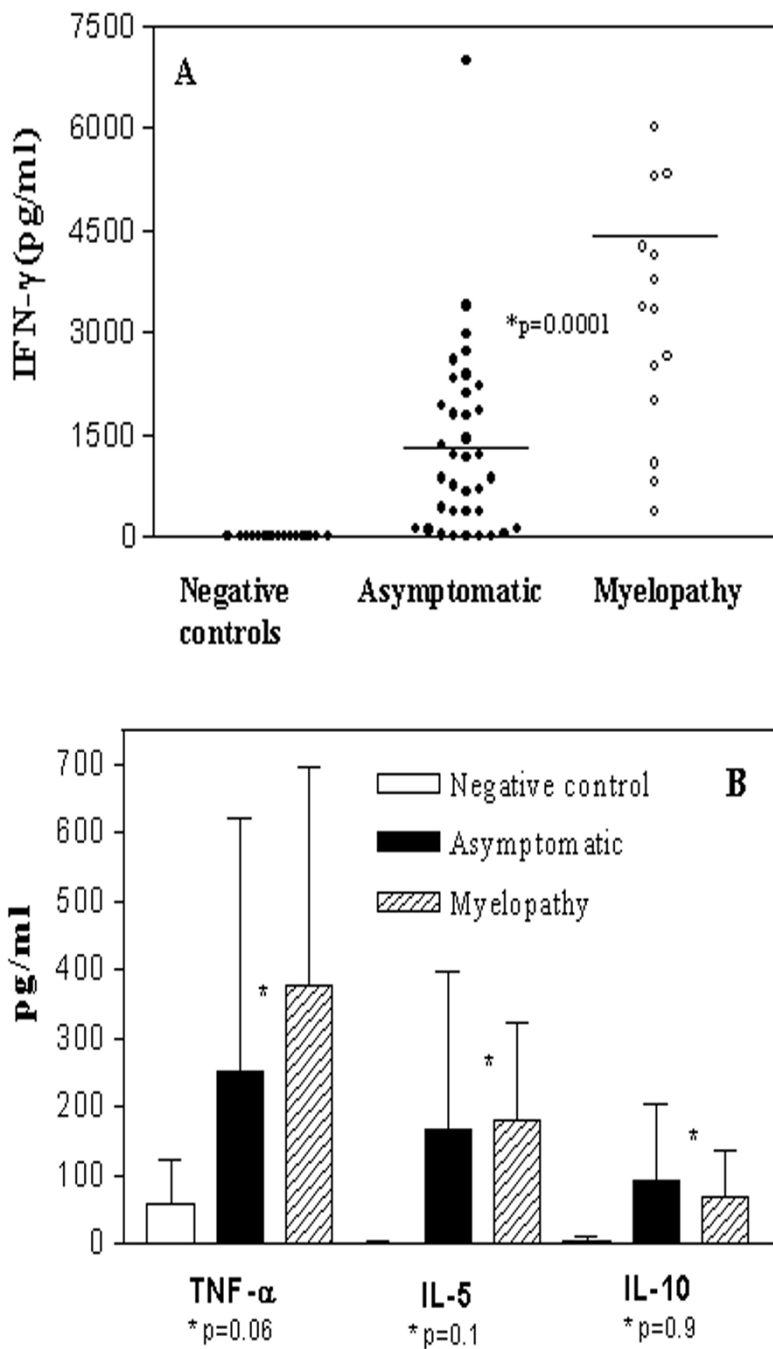 A
7500
6000
4500
3000
1500
0
IFN-γ (pg/ml)
*p=0.0001
Negative controls
Asymptomatic
Myelopathy
B
700
600
500
400
300
200
100
0
pg/ml
Negative control
Asymptomatic
Myelopathy
*
*
*
TNF-α
IL-5
IL-10
* p=0.06
* p=0.1
* p=0.9